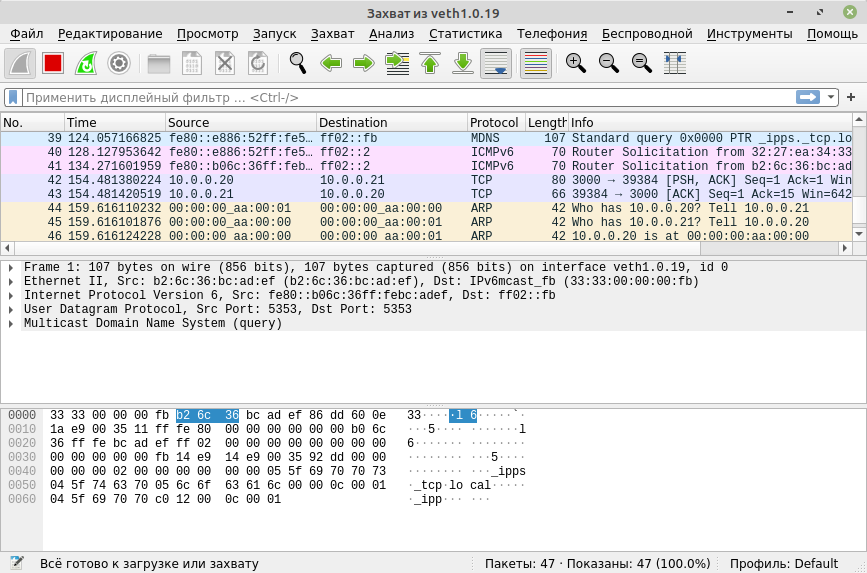 Захват из veth1.0.19
Файл Редактирование Просмотр Запуск Захват Анализ Статистика Телефония Беспроводной Инструменты Помощь
Применить дисплейный фильтр ... <Ctrl-/>
No. Time Source Destination Protocol Length Info
39 124.057166825 fe80::e886:52ff:fe5… ff02::fb MDNS 107 Standard query 0x0000 PTR _ipps._tcp.lo
40 128.127953642 fe80::e886:52ff:fe5… ff02::2 ICMPv6 70 Router Solicitation from 32:27:ea:34:33
41 134.271601959 fe80::b06c:36ff:feb… ff02::2 ICMPv6 70 Router Solicitation from b2:6c:36:bc:ad
42 154.481380224 10.0.0.20 10.0.0.21 TCP 80 3000 → 39384 [PSH, ACK] Seq=1 Ack=1 Win
43 154.481420519 10.0.0.21 10.0.0.20 TCP 66 39384 → 3000 [ACK] Seq=1 Ack=15 Win=642
44 159.616110232 00:00:00_aa:00:01 00:00:00_aa:00:00 ARP 42 Who has 10.0.0.20? Tell 10.0.0.21
45 159.616101876 00:00:00_aa:00:00 00:00:00_aa:00:01 ARP 42 Who has 10.0.0.21? Tell 10.0.0.20
46 159.616124228 00:00:00_aa:00:00 00:00:00_aa:00:01 ARP 42 10.0.0.20 is at 00:00:00:aa:00:00
Frame 1: 107 bytes on wire (856 bits), 107 bytes captured (856 bits) on interface veth1.0.19, id 0
Ethernet II, Src: b2:6c:36:bc:ad:ef (b2:6c:36:bc:ad:ef), Dst: IPv6mcast_fb (33:33:00:00:00:fb)
Internet Protocol Version 6, Src: fe80::b06c:36ff:febc:adef, Dst: ff02::fb
User Datagram Protocol, Src Port: 5353, Dst Port: 5353
Multicast Domain Name System (query)
0000 33 33 00 00 00 fb b2 6c 36 bc ad ef 86 dd 60 0e 33·····l 6·····`·
0010 1a e9 00 35 11 ff fe 80 00 00 00 00 00 00 b0 6c ···5···· ·······l
0020 36 ff fe bc ad ef ff 02 00 00 00 00 00 00 00 00 6······· ········
0030 00 00 00 00 00 fb 14 e9 14 e9 00 35 92 dd 00 00 ········ ···5····
0040 00 00 00 02 00 00 00 00 00 00 05 5f 69 70 70 73 ········ ···_ipps
0050 04 5f 74 63 70 05 6c 6f 63 61 6c 00 00 0c 00 01 ·_tcp·lo cal·····
0060 04 5f 69 70 70 c0 12 00 0c 00 01 ·_ipp··· ···
Всё готово к загрузке или захвату Пакеты: 47 · Показаны: 47 (100.0%) Профиль: Default